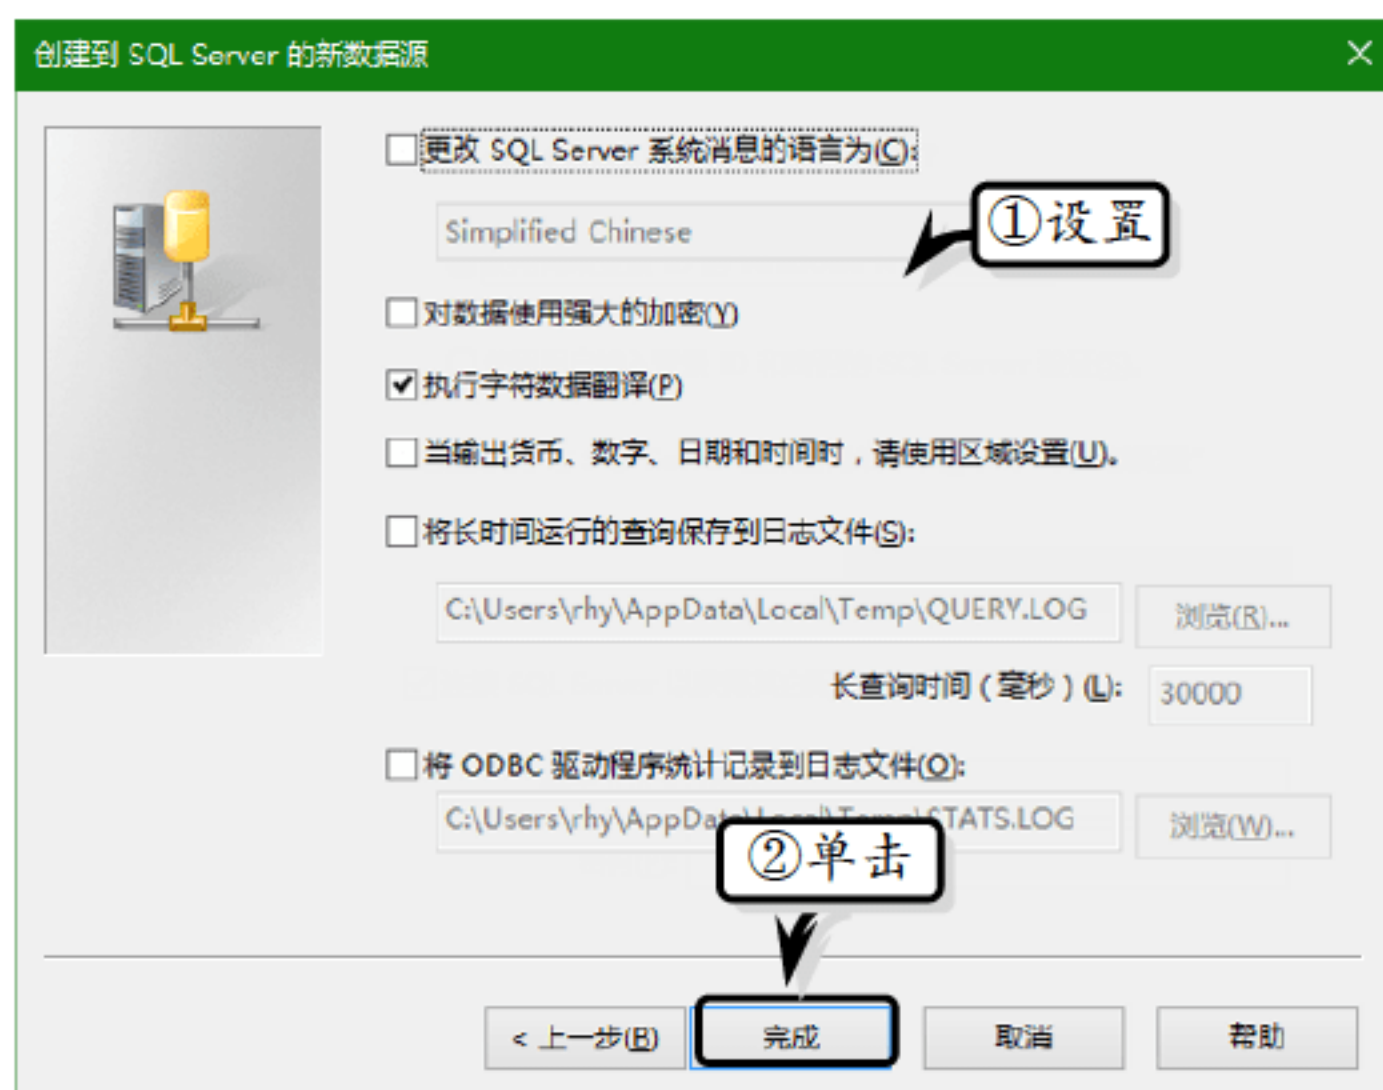 创建到 SQL Server 的新数据源
更改 SQL Server 系统消息的语言为(C):
Simplified Chinese
①设置
对数据使用强大的加密(Y)
执行字符数据翻译(P)
当输出货币、数字、日期和时间时，请使用区域设置(U)。
将长时间运行的查询保存到日志文件(S):
C:\Users\rhy\AppData\Local\Temp\QUERY.LOG
浏览(R)...
长查询时间（毫秒）(L):
30000
将 ODBC 驱动程序统计记录到日志文件(O):
C:\Users\rhy\AppData\Local\Temp\STATS.LOG
浏览(W)...
②单击
< 上一步(B)
完成
取消
帮助